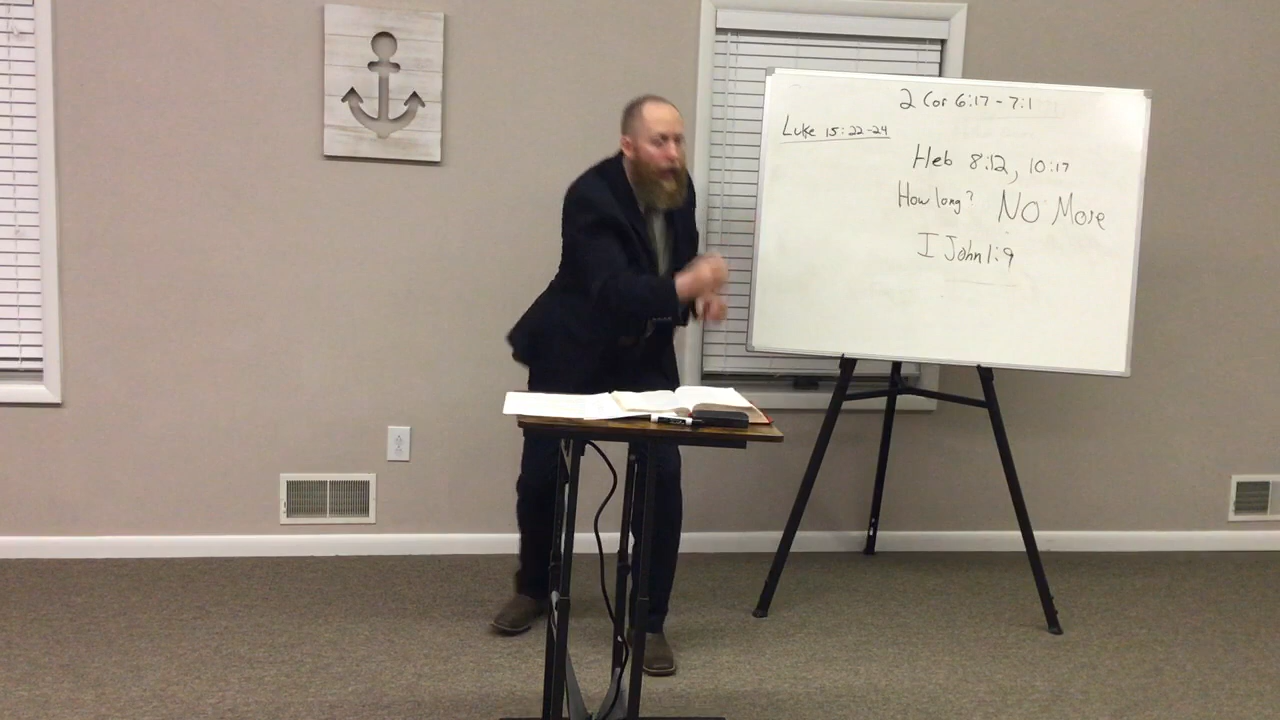 2 Cor 6:17 - 7:1
Luke 15:22-24
Heb 8:12, 10:17
How long? NO More
I John 1:9